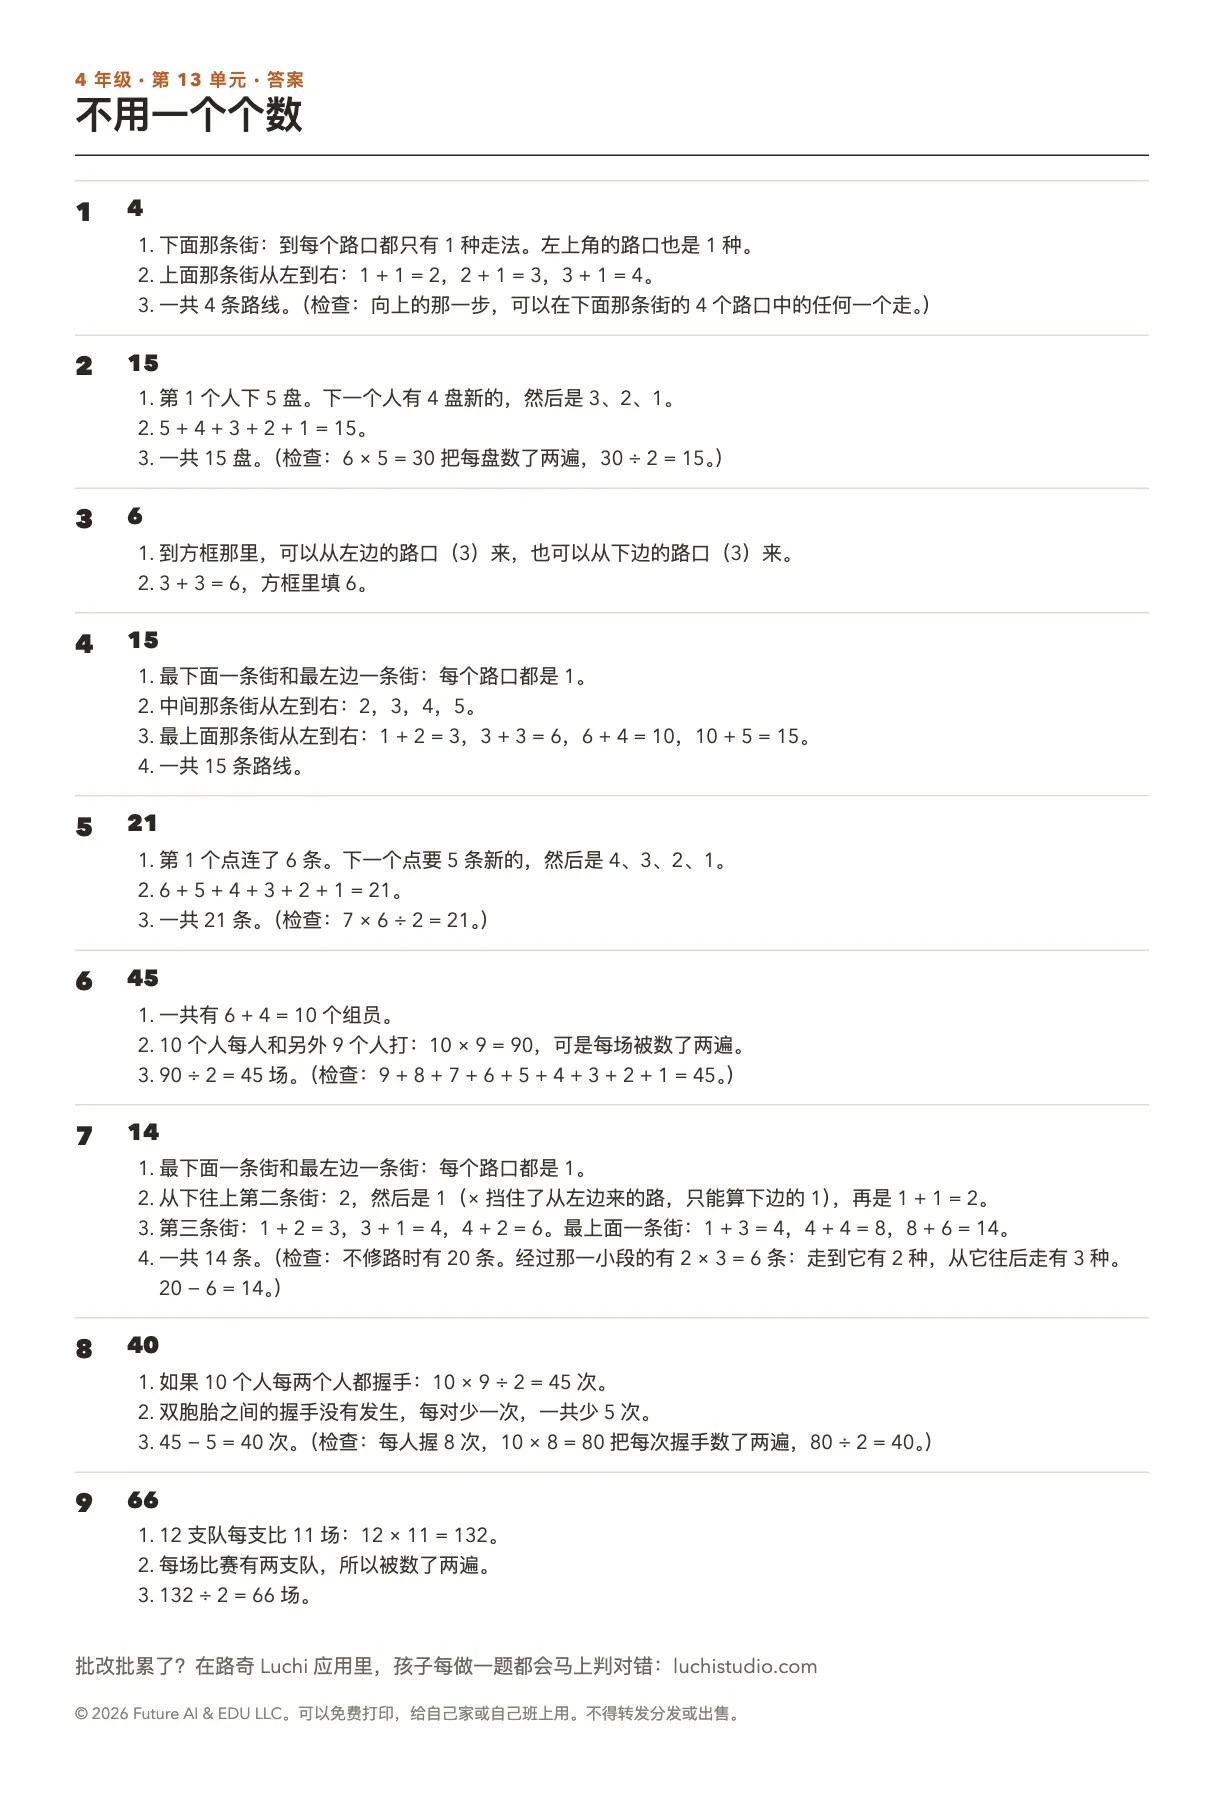 4 年级 · 第 13 单元 · 答案
不用一个个数
1 4
1. 下面那条街：到每个路口都只有 1 种走法。左上角的路口也是 1 种。
2. 上面那条街从左到右：1 + 1 = 2，2 + 1 = 3，3 + 1 = 4。
3. 一共 4 条路线。（检查：向上的那一步，可以在下面那条街的 4 个路口中的任何一个走。）
2 15
1. 第 1 个人下 5 盘。下一个人有 4 盘新的，然后是 3、2、1。
2. 5 + 4 + 3 + 2 + 1 = 15。
3. 一共 15 盘。（检查：6 × 5 = 30 把每盘数了两遍，30 ÷ 2 = 15。）
3 6
1. 到方框那里，可以从左边的路口（3）来，也可以从下边的路口（3）来。
2. 3 + 3 = 6，方框里填 6。
4 15
1. 最下面一条街和最左边一条街：每个路口都是 1。
2. 中间那条街从左到右：2，3，4，5。
3. 最上面那条街从左到右：1 + 2 = 3，3 + 3 = 6，6 + 4 = 10，10 + 5 = 15。
4. 一共 15 条路线。
5 21
1. 第 1 个点连了 6 条。下一个点要 5 条新的，然后是 4、3、2、1。
2. 6 + 5 + 4 + 3 + 2 + 1 = 21。
3. 一共 21 条。（检查：7 × 6 ÷ 2 = 21。）
6 45
1. 一共有 6 + 4 = 10 个组员。
2. 10 个人每人和另外 9 个人打：10 × 9 = 90，可是每场被数了两遍。
3. 90 ÷ 2 = 45 场。（检查：9 + 8 + 7 + 6 + 5 + 4 + 3 + 2 + 1 = 45。）
7 14
1. 最下面一条街和最左边一条街：每个路口都是 1。
2. 从下往上第二条街：2，然后是 1（× 挡住了从左边来的路，只能算下边的 1），再是 1 + 1 = 2。
3. 第三条街：1 + 2 = 3，3 + 1 = 4，4 + 2 = 6。最上面一条街：1 + 3 = 4，4 + 4 = 8，8 + 6 = 14。
4. 一共 14 条。（检查：不修路时有 20 条。经过那一小段的有 2 × 3 = 6 条：走到它有 2 种，从它往后走有 3 种。
20 − 6 = 14。）
8 40
1. 如果 10 个人每两个人都握手：10 × 9 ÷ 2 = 45 次。
2. 双胞胎之间的握手没有发生，每对少一次，一共少 5 次。
3. 45 − 5 = 40 次。（检查：每人握 8 次，10 × 8 = 80 把每次握手数了两遍，80 ÷ 2 = 40。）
9 66
1. 12 支队每支比 11 场：12 × 11 = 132。
2. 每场比赛有两支队，所以被数了两遍。
3. 132 ÷ 2 = 66 场。
批改批累了？在路奇 Luchi 应用里，孩子每做一题都会马上判对错：luchistudio.com
© 2026 Future AI & EDU LLC。可以免费打印，给自己家或自己班上用。不得转发分发或出售。